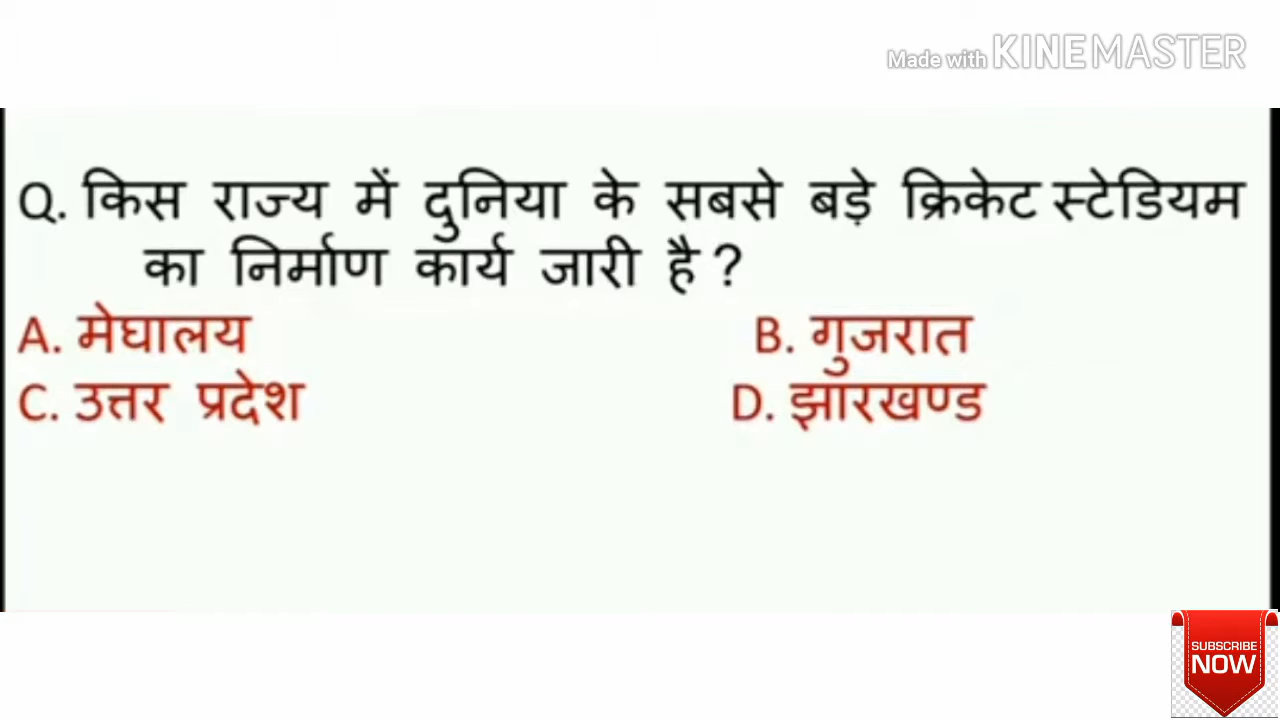 Made with KINEMASTER
Q. किस राज्य में दुनिया के सबसे बड़े क्रिकेट स्टेडियम
का निर्माण कार्य जारी है ?
A. मेघालय B. गुजरात
C. उत्तर प्रदेश D. झारखण्ड
SUBSCRIBE
NOW